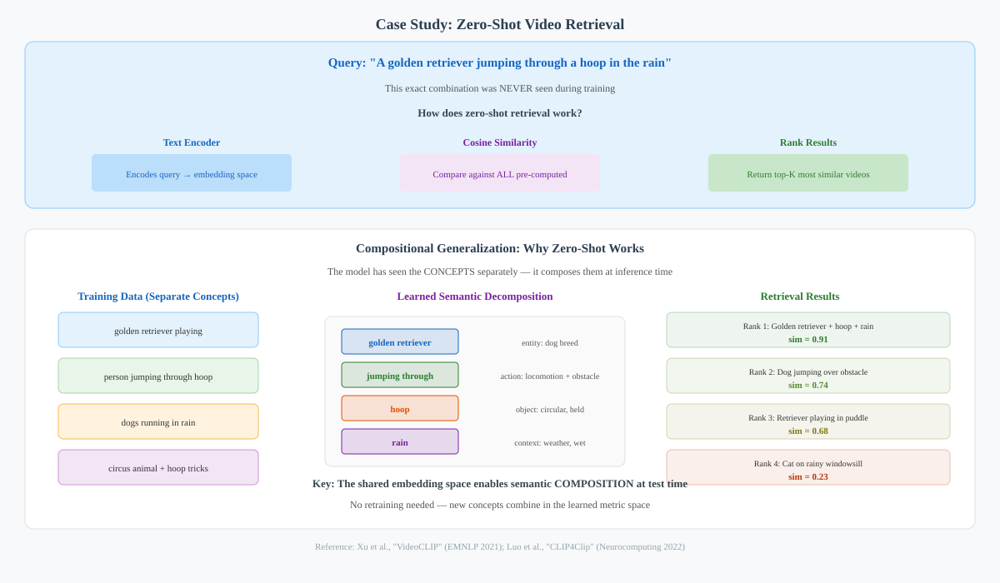 Case Study: Zero-Shot Video Retrieval
Query: "A golden retriever jumping through a hoop in the rain"
This exact combination was NEVER seen during training
How does zero-shot retrieval work?
Text Encoder
Encodes query → embedding space
Cosine Similarity
Compare against ALL pre-computed
Rank Results
Return top-K most similar videos
Compositional Generalization: Why Zero-Shot Works
The model has seen the CONCEPTS separately — it composes them at inference time
Training Data (Separate Concepts)
golden retriever playing
person jumping through hoop
dogs running in rain
circus animal + hoop tricks
Learned Semantic Decomposition
golden retriever
entity: dog breed
jumping through
action: locomotion + obstacle
hoop
object: circular, held
rain
context: weather, wet
Retrieval Results
Rank 1: Golden retriever + hoop + rain
sim = 0.91
Rank 2: Dog jumping over obstacle
sim = 0.74
Rank 3: Retriever playing in puddle
sim = 0.68
Rank 4: Cat on rainy windowsill
sim = 0.23
Key: The shared embedding space enables semantic COMPOSITION at test time
No retraining needed — new concepts combine in the learned metric space
Reference: Xu et al., "VideoCLIP" (EMNLP 2021); Luo et al., "CLIP4Clip" (Neurocomputing 2022)